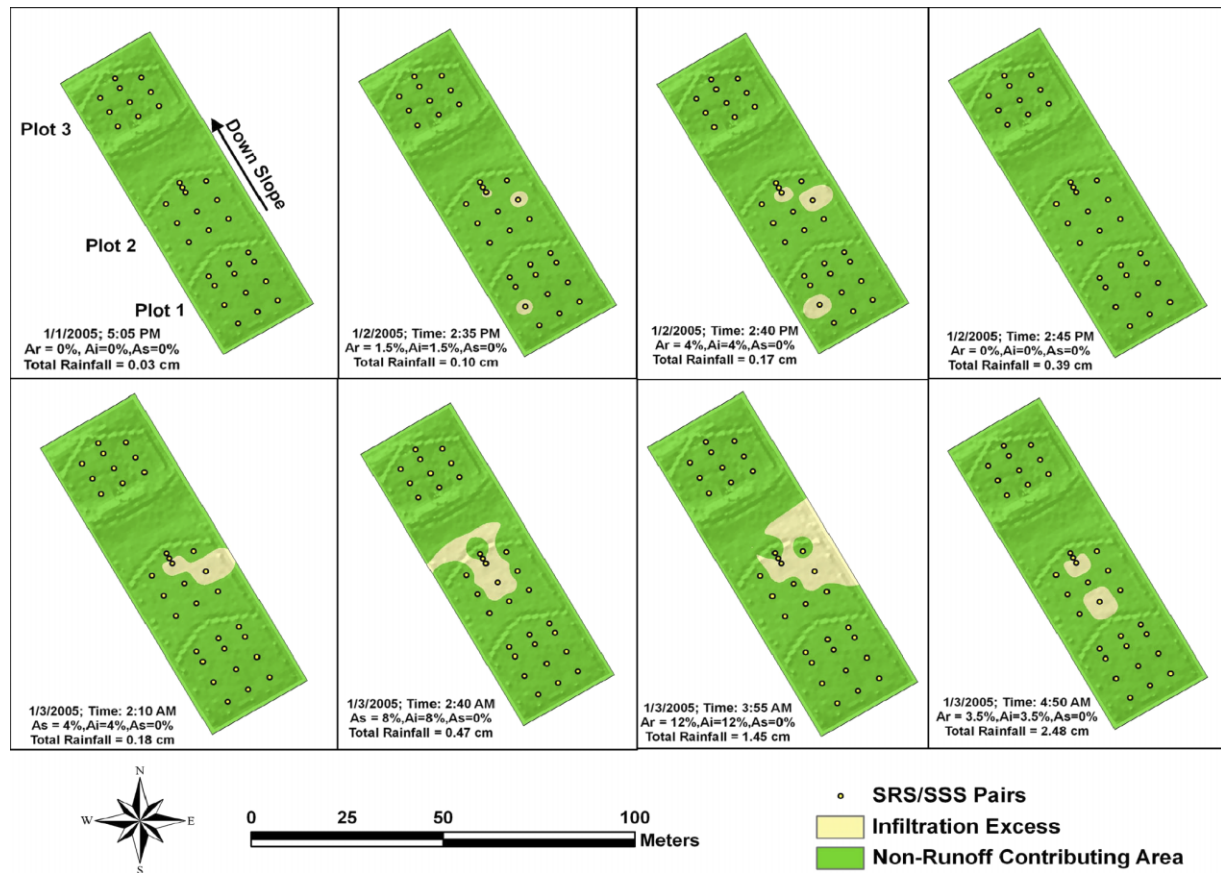 Plot 3
Down Slope
Plot 2
Plot 1
1/1/2005; 5:05 PM
Ar = 0%, Ai=0%, As=0%
Total Rainfall = 0.03 cm
1/2/2005; Time: 2:35 PM
Ar = 1.5%, Ai=1.5%, As=0%
Total Rainfall = 0.10 cm
1/2/2005; Time: 2:40 PM
Ar = 4%, Ai=4%, As=0%
Total Rainfall = 0.17 cm
1/2/2005; Time: 2:45 PM
Ar = 0%, Ai=0%, As=0%
Total Rainfall = 0.39 cm
1/3/2005; Time: 2:10 AM
As = 4%,Ai=4%,As=0%
Total Rainfall = 0.18 cm
1/3/2005; Time: 2:40 AM
As = 8%,Ai=8%,As=0%
Total Rainfall = 0.47 cm
1/3/2005; Time: 3:55 AM
Ar = 12%,Ai=12%,As=0%
Total Rainfall = 1.45 cm
1/3/2005; Time: 4:50 AM
Ar = 3.5%,Ai=3.5%,As=0%
Total Rainfall = 2.48 cm
N
W E
S
0 25 50 100
Meters
SRS/SSS Pairs
Infiltration Excess
Non-Runoff Contributing Area